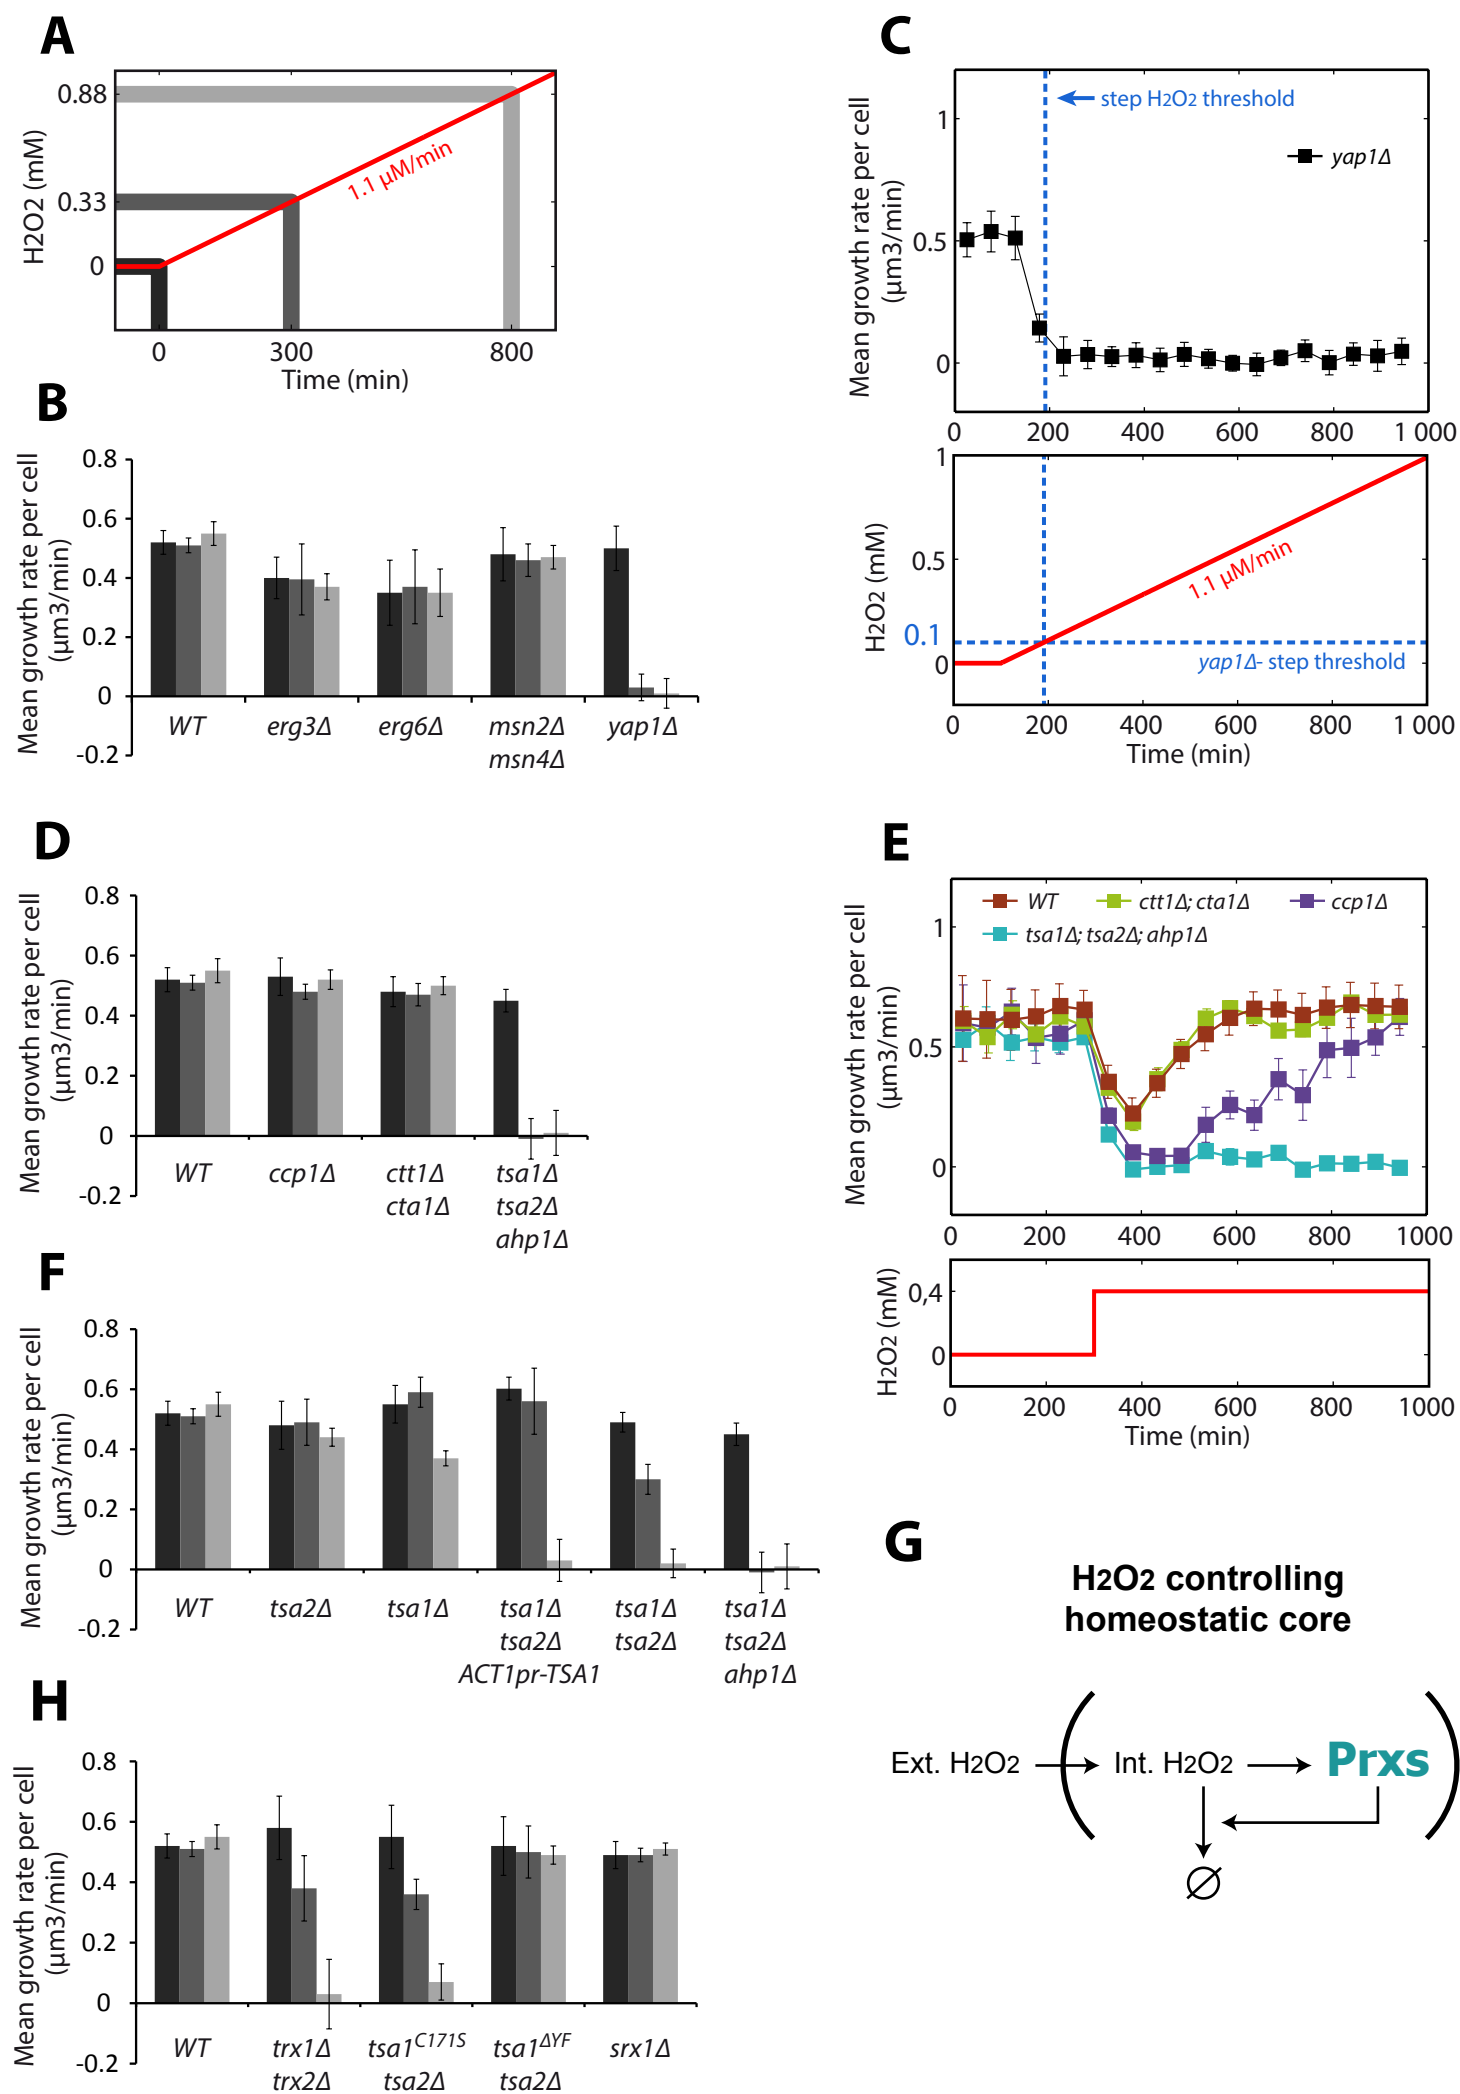 A
H2O2 (mM)
0.88
0.33
0
1.1 µM/min
0 300 800
Time (min)
B
Mean growth rate per cell
(µm3/min)
0.8
0.6
0.4
0.2
0
-0.2
WT erg3Δ erg6Δ msn2Δ yap1Δ
msn4Δ
C
Mean growth rate per cell
(µm3/min)
step H2O2 threshold
yap1Δ
1
0.5
0
0 200 400 600 800 1 000
H2O2 (mM)
1
0.5
0.1
0
1.1 µM/min
yap1Δ- step threshold
0 200 400 600 800 1 000
Time (min)
D
Mean growth rate per cell
(µm3/min)
0.8
0.6
0.4
0.2
0
-0.2
WT ccp1Δ ctt1Δ tsa1Δ
cta1Δ tsa2Δ
ahp1Δ
E
Mean growth rate per cell
(µm3/min)
WT ctt1Δ; cta1Δ ccp1Δ
tsa1Δ; tsa2Δ; ahp1Δ
1
0.5
0
0 200 400 600 800 1000
H2O2 (mM)
0,4
0
0 200 400 600 800 1000
Time (min)
F
Mean growth rate per cell
(µm3/min)
0.8
0.6
0.4
0.2
0
-0.2
WT tsa2Δ tsa1Δ tsa1Δ tsa1Δ tsa1Δ
tsa2Δ tsa2Δ tsa2Δ
ACT1pr-TSA1 ahp1Δ
G
H2O2 controlling
homeostatic core
Ext. H2O2 Int. H2O2 Prxs
H
Mean growth rate per cell
(µm3/min)
0.8
0.6
0.4
0.2
0
-0.2
WT trx1Δ tsa1C171S tsa1ΔYF srx1Δ
trx2Δ tsa2Δ tsa2Δ